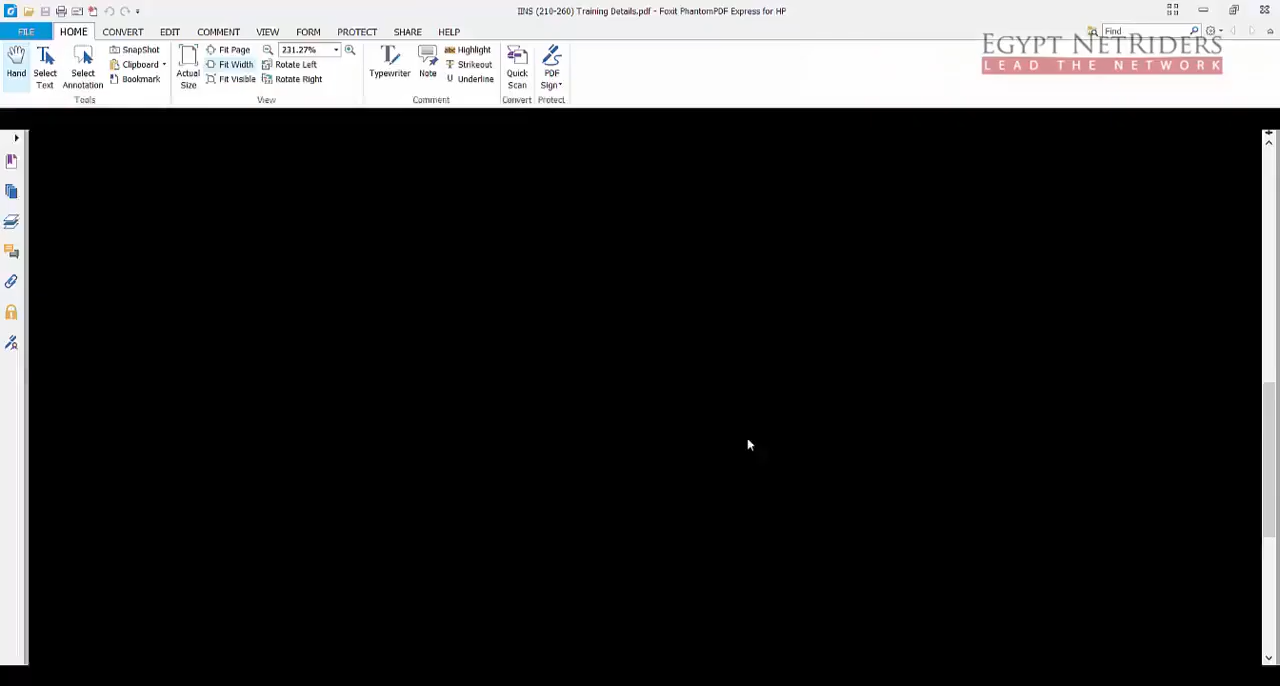 IINS (210-260) Training Details.pdf - Foxit PhantomPDF Express for HP
FILE HOME CONVERT EDIT COMMENT VIEW FORM PROTECT SHARE HELP
Find
EGYPT NETRIDERS
LEAD THE NETWORK
Hand
Select
Text
Select
Annotation
SnapShot
Clipboard
Bookmark
Tools
Actual
Size
Fit Page
Fit Width
Fit Visible
231.27%
Rotate Left
Rotate Right
View
Typewriter
Note
Highlight
Strikeout
Underline
Comment
Quick
Scan
Convert
PDF
Sign
Protect